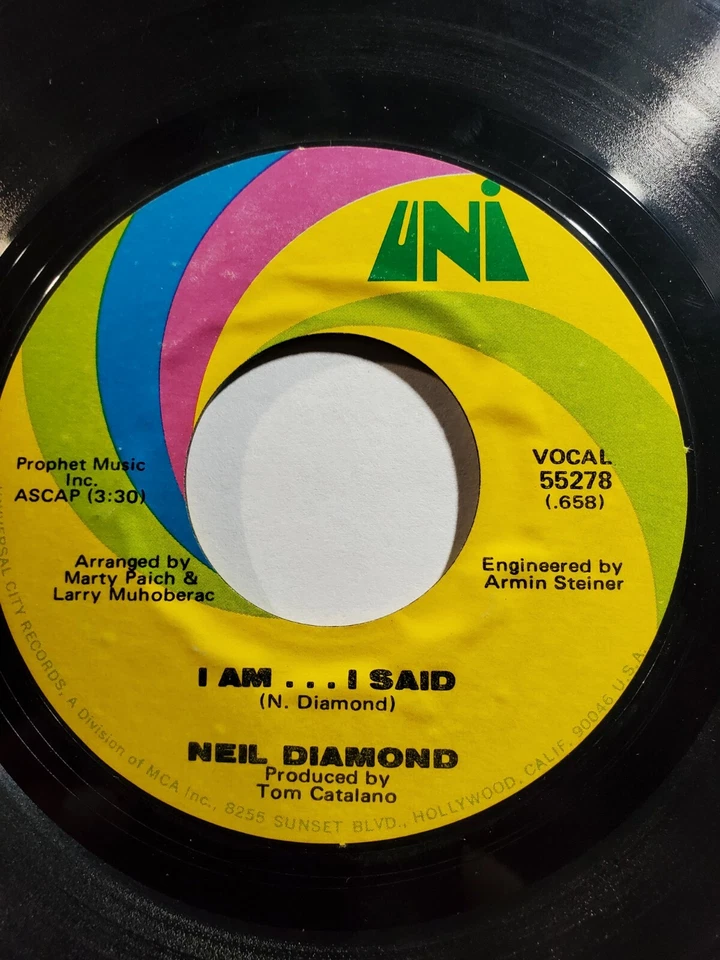 UNI
Prophet Music
Inc.
ASCAP (3:30)
VOCAL
55278
(.658)
Arranged by
Marty Paich &
Larry Muhoberac
Engineered by
Armin Steiner
I AM . . . I SAID
(N. Diamond)
NEIL DIAMOND
Produced by
Tom Catalano
CITY RECORDS, A Division of MCA Inc., 8255 SUNSET BLVD., HOLLYWOOD, CALIF. 90046 U.S.A.